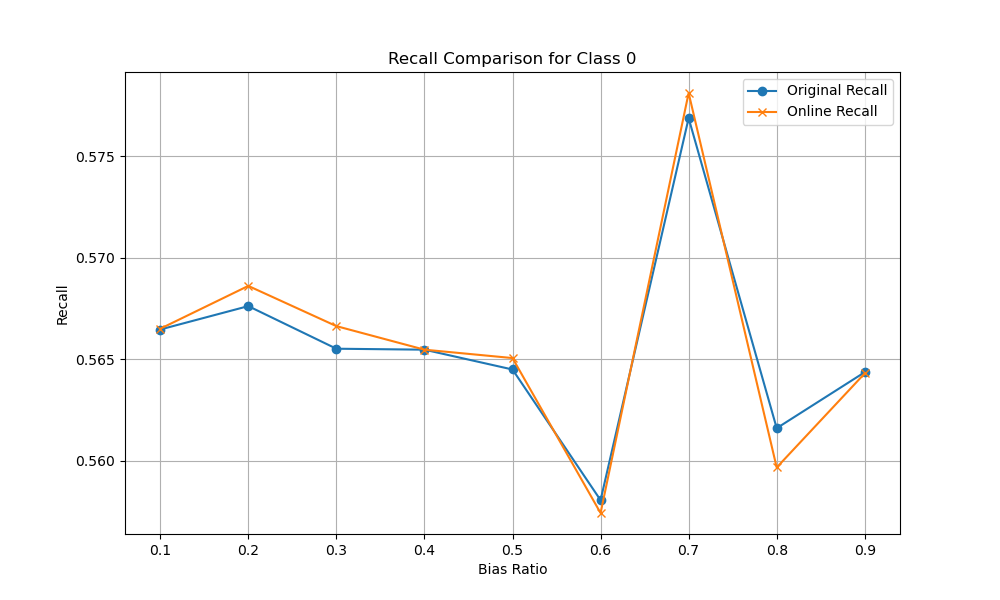 Recall Comparison for Class 0
Original Recall
Online Recall
0.575
0.570
0.565
0.560
Recall
0.1 0.2 0.3 0.4 0.5 0.6 0.7 0.8 0.9
Bias Ratio